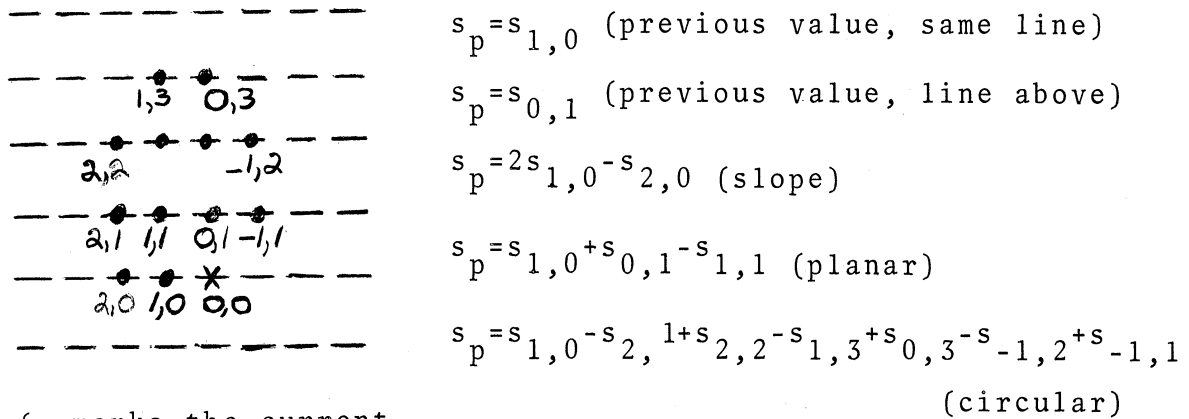 s_p=s_1,0 (previous value, same line)
1,3 0,3
s_p=s_0,1 (previous value, line above)
2,2 -1,2
s_p=2s_1,0-s_2,0 (slope)
2,1 1,1 0,1 -1,1
s_p=s_1,0+s_0,1-s_1,1 (planar)
2,0 1,0 0,0
s_p=s_1,0-s_2,1+s_2,2-s_1,3+s_0,3-s_-1,2+s_-1,1
(circular)
marks the current